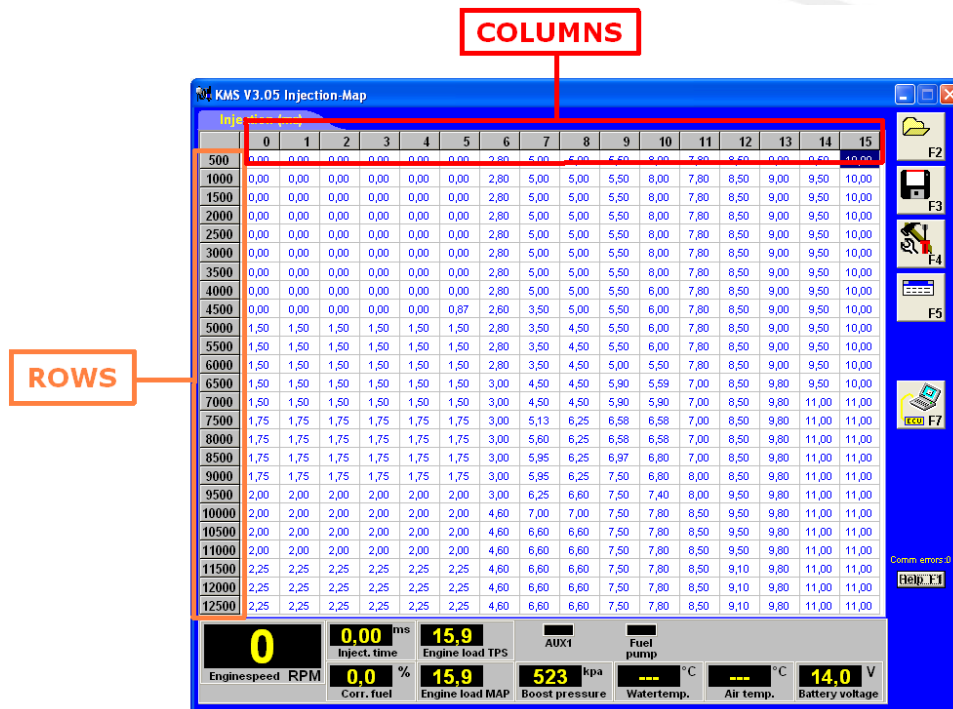 COLUMNS
KMS V3.05 Injection-Map
Injection (ms)
0 1 2 3 4 5 6 7 8 9 10 11 12 13 14 15
F2
500 0,00 0,00 0,00 0,00 0,00 0,00 2,80 5,00 5,00 5,50 8,00 7,80 8,50 9,00 9,50 10,00
1000 0,00 0,00 0,00 0,00 0,00 0,00 2,80 5,00 5,00 5,50 8,00 7,80 8,50 9,00 9,50 10,00
1500 0,00 0,00 0,00 0,00 0,00 0,00 2,80 5,00 5,00 5,50 8,00 7,80 8,50 9,00 9,50 10,00
F3
2000 0,00 0,00 0,00 0,00 0,00 0,00 2,80 5,00 5,00 5,50 8,00 7,80 8,50 9,00 9,50 10,00
2500 0,00 0,00 0,00 0,00 0,00 0,00 2,80 5,00 5,00 5,50 8,00 7,80 8,50 9,00 9,50 10,00
3000 0,00 0,00 0,00 0,00 0,00 0,00 2,80 5,00 5,00 5,50 8,00 7,80 8,50 9,00 9,50 10,00
F4
3500 0,00 0,00 0,00 0,00 0,00 0,00 2,80 5,00 5,00 5,50 8,00 7,80 8,50 9,00 9,50 10,00
4000 0,00 0,00 0,00 0,00 0,00 0,00 2,80 5,00 5,00 5,50 6,00 7,80 8,50 9,00 9,50 10,00
4500 0,00 0,00 0,00 0,00 0,00 0,87 2,60 3,50 5,00 5,50 6,00 7,80 8,50 9,00 9,50 10,00
F5
5000 1,50 1,50 1,50 1,50 1,50 1,50 2,80 3,50 4,50 5,50 6,00 7,80 8,50 9,00 9,50 10,00
5500 1,50 1,50 1,50 1,50 1,50 1,50 2,80 3,50 4,50 5,50 6,00 7,80 8,50 9,00 9,50 10,00
6000 1,50 1,50 1,50 1,50 1,50 1,50 2,80 3,50 4,50 5,00 5,50 7,80 8,50 9,00 9,50 10,00
ROWS
6500 1,50 1,50 1,50 1,50 1,50 1,50 3,00 4,50 4,50 5,90 5,59 7,00 8,50 9,80 9,50 10,00
7000 1,50 1,50 1,50 1,50 1,50 1,50 3,00 4,50 4,50 5,90 5,90 7,00 8,50 9,80 11,00 11,00
7500 1,75 1,75 1,75 1,75 1,75 1,75 3,00 5,13 6,25 6,58 6,58 7,00 8,50 9,80 11,00 11,00
ECU F7
8000 1,75 1,75 1,75 1,75 1,75 1,75 3,00 5,60 6,25 6,58 6,58 7,00 8,50 9,80 11,00 11,00
8500 1,75 1,75 1,75 1,75 1,75 1,75 3,00 5,95 6,25 6,97 6,80 7,00 8,50 9,80 11,00 11,00
9000 1,75 1,75 1,75 1,75 1,75 1,75 3,00 5,95 6,25 7,50 6,80 8,00 8,50 9,80 11,00 11,00
9500 2,00 2,00 2,00 2,00 2,00 2,00 3,00 6,25 6,60 7,50 7,40 8,00 9,50 9,80 11,00 11,00
10000 2,00 2,00 2,00 2,00 2,00 2,00 4,60 7,00 7,00 7,50 7,80 8,50 9,50 9,80 11,00 11,00
10500 2,00 2,00 2,00 2,00 2,00 2,00 4,60 6,60 6,60 7,50 7,80 8,50 9,50 9,80 11,00 11,00
11000 2,00 2,00 2,00 2,00 2,00 2,00 4,60 6,60 6,60 7,50 7,80 8,50 9,50 9,80 11,00 11,00
Comm errors:0
11500 2,25 2,25 2,25 2,25 2,25 2,25 4,60 6,60 6,60 7,50 7,80 8,50 9,10 9,80 11,00 11,00
Help F1
12000 2,25 2,25 2,25 2,25 2,25 2,25 4,60 6,60 6,60 7,50 7,80 8,50 9,10 9,80 11,00 11,00
12500 2,25 2,25 2,25 2,25 2,25 2,25 4,60 6,60 6,60 7,50 7,80 8,50 9,10 9,80 11,00 11,00
0
Enginespeed RPM
0,00 ms
Inject. time
15,9
Engine load TPS
AUX1
Fuel
pump
0,0 %
Corr. fuel
15,9
Engine load MAP
523 kpa
Boost pressure
--- °C
Watertemp.
--- °C
Air temp.
14,0 V
Battery voltage